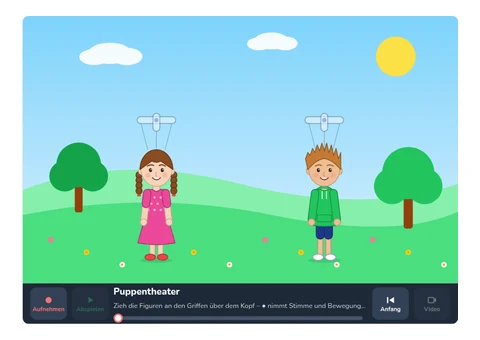 Puppentheater
Zieh die Figuren an den Griffen über dem Kopf – ● nimmt Stimme und Bewegung...
Aufnehmen
Abspielen
Anfang
Video